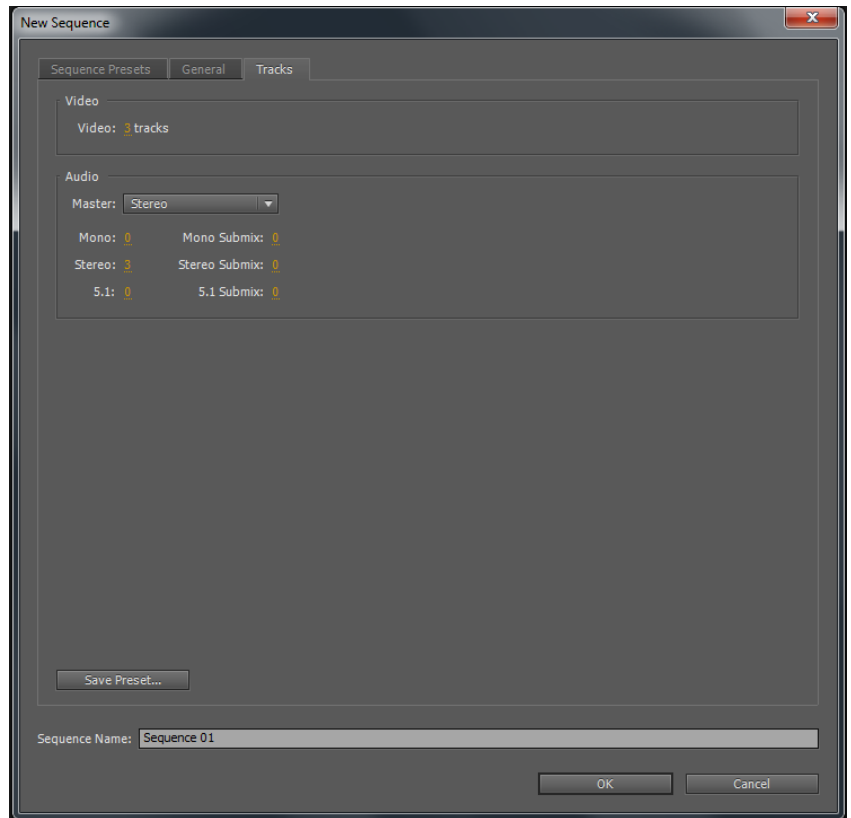 New Sequence
Sequence Presets General Tracks
Video
Video: 3 tracks
Audio
Master: Stereo
Mono: 0 Mono Submix: 0
Stereo: 3 Stereo Submix: 0
5.1: 0 5.1 Submix: 0
Save Preset...
Sequence Name: Sequence 01
OK Cancel